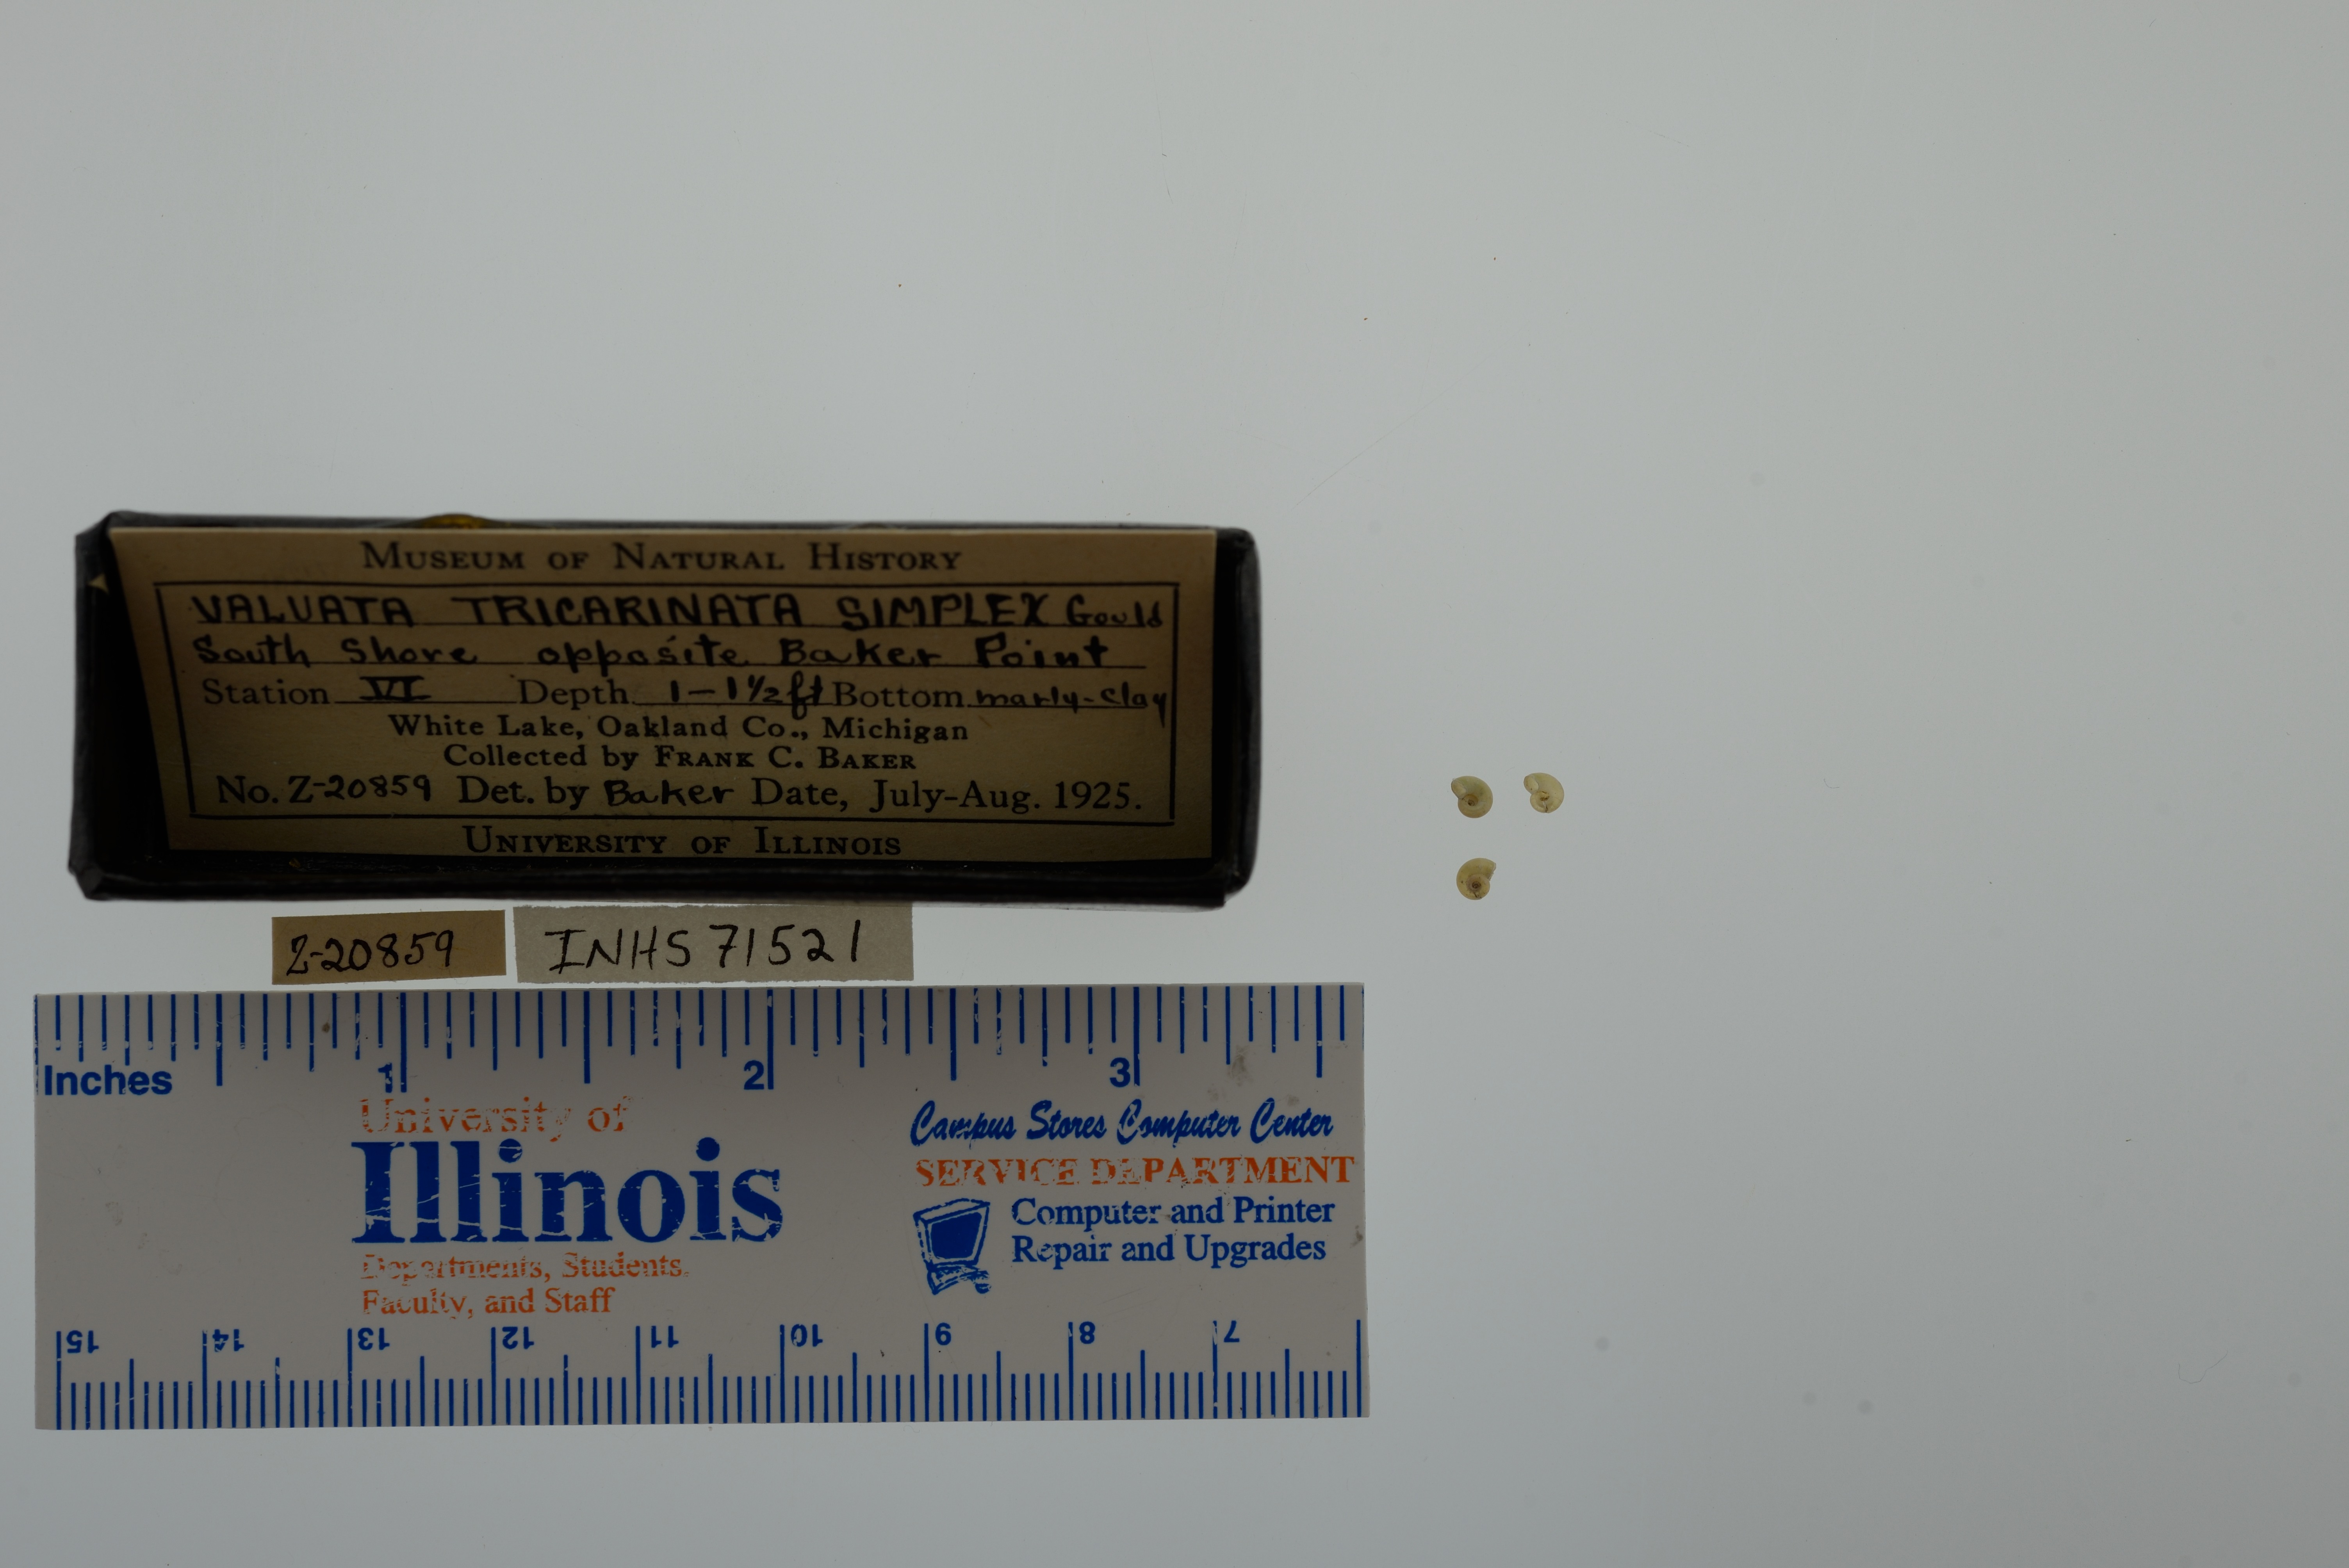 MUSEUM OF NATURAL HISTORY
VALUATA TRICARINATA SIMPLEX Gould
South Shore opposite Baker Point
Station VI Depth 1-1½ft Bottom marly-clay
White Lake, Oakland Co., Michigan
Collected by FRANK C. BAKER
No. Z-20859 Det. by Baker Date, July-Aug. 1925.
UNIVERSITY OF ILLINOIS
Z-20859
INHS 71521
Inches 1 2 3
University of
Illinois
Departments, Students,
Faculty, and Staff
Campus Stores Computer Center
SERVICE DEPARTMENT
Computer and Printer
Repair and Upgrades
15 14 13 12 11 10 9 8 7